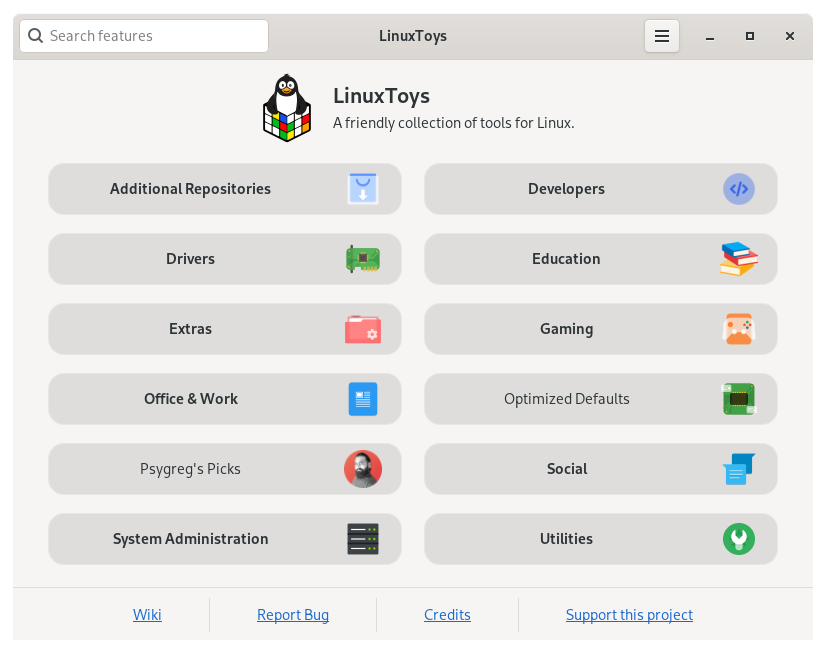 Search features
LinuxToys
LinuxToys
A friendly collection of tools for Linux.
Additional Repositories
Developers
Drivers
Education
Extras
Gaming
Office & Work
Optimized Defaults
Psygreg's Picks
Social
System Administration
Utilities
Wiki
Report Bug
Credits
Support this project